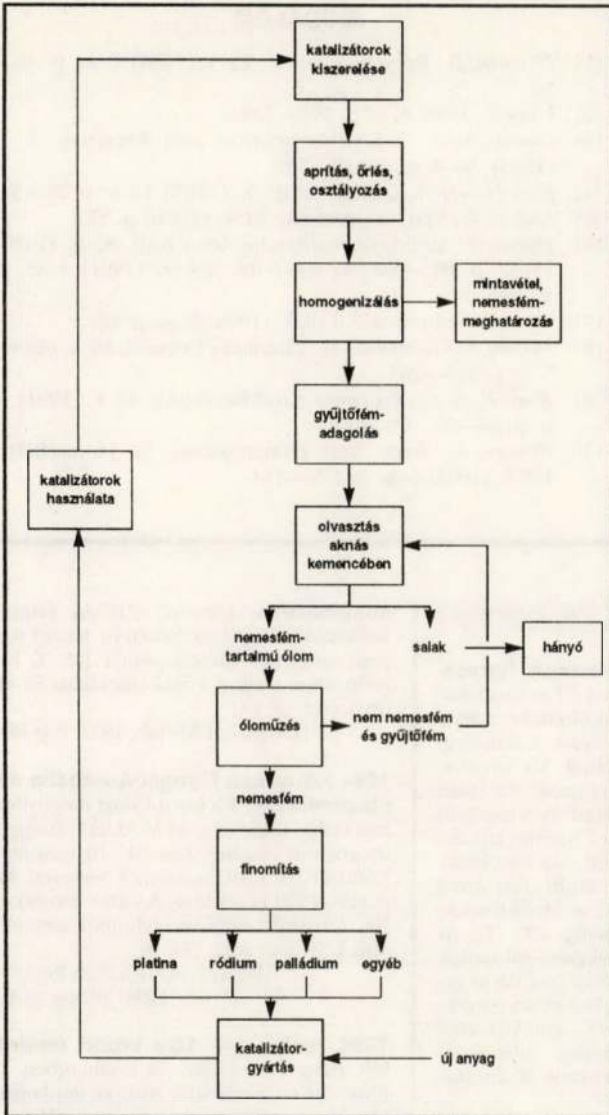 katalizátorok
kiszerelése
aprítás, őrlés,
osztályozás
homogenizálás
mintavétel,
nemesfém-
meghatározás
gyűjtőfém-
adagolás
katalizátorok
használata
olvasztás
aknás
kemencében
nemesfém-
tartalmú ólom
salak
hányó
óloműzés
nem nemesfém
és gyűjtőfém
nemesfém
finomítás
platina ródium palládium egyéb
katalizátor-
gyártás
új anyag